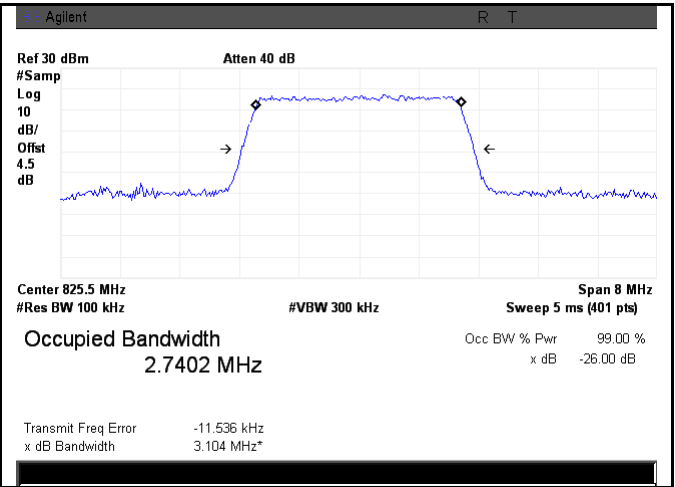 Agilent R T
Ref 30 dBm Atten 40 dB
#Samp
Log
10
dB/
Offst
4.5
dB
Center 825.5 MHz Span 8 MHz
#Res BW 100 kHz #VBW 300 kHz Sweep 5 ms (401 pts)
Occupied Bandwidth Occ BW % Pwr 99.00 %
2.7402 MHz x dB -26.00 dB
Transmit Freq Error -11.536 kHz
x dB Bandwidth 3.104 MHz*